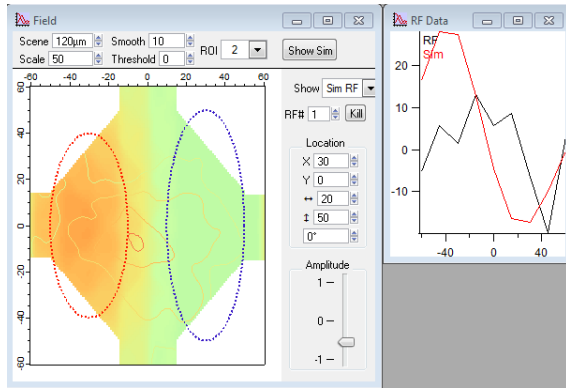 Field
RF Data
Scene 120µm Smooth 10 ROI 2 Show Sim
Scale 50 Threshold 0
-60 -40 -20 0 20 40 60
60
40
20
0
-20
-40
-60
Show Sim RF
RF# 1 Kill
Location
X 30
Y 0
↔ 20
↕ 50
0°
Amplitude
1
0
-1
RF
Sim
20
10
0
-10
-40 0 40